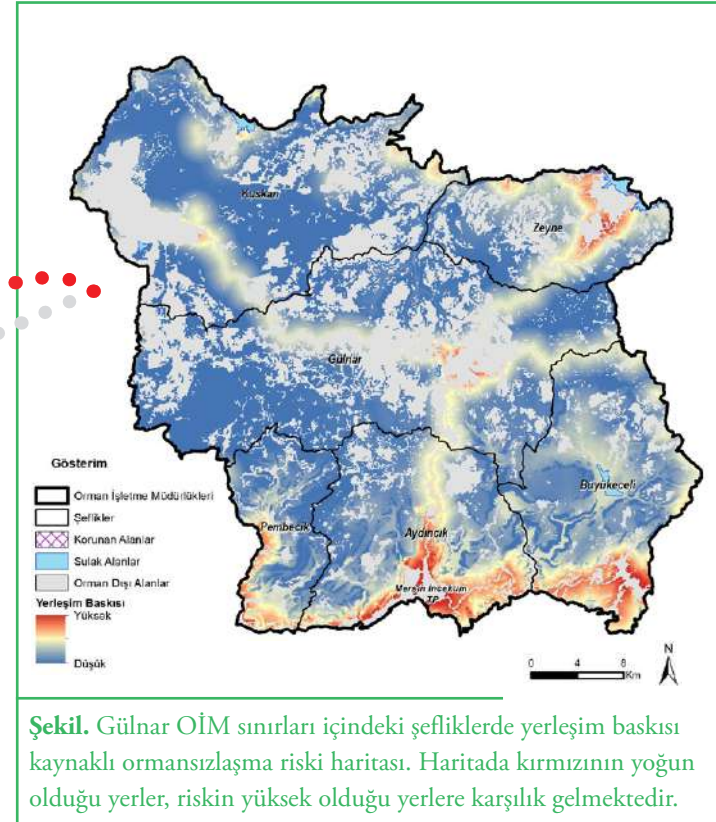 Kuskan
Zeyne
Gülnar
Büyükeceli
Pembecik
Aydıncık
Mersin İncekum
TP
Gösterim
Orman İşletme Müdürlükleri
Şeflikler
Korunan Alanlar
Sulak Alanlar
Orman Dışı Alanlar
Yerleşim Baskısı
Yüksek
Düşük
N
0 4 8
Km
Şekil. Gülnar OİM sınırları içindeki şefliklerde yerleşim baskısı
kaynaklı ormansızlaşma riski haritası. Haritada kırmızının yoğun
olduğu yerler, riskin yüksek olduğu yerlere karşılık gelmektedir.